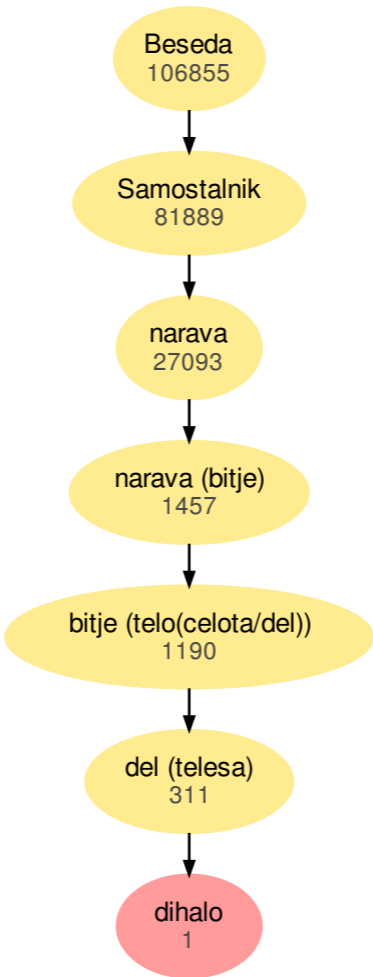 Beseda
106855
Samostalnik
81889
narava
27093
narava (bitje)
1457
bitje (telo(celota/del))
1190
del (telesa)
311
dihalo
1